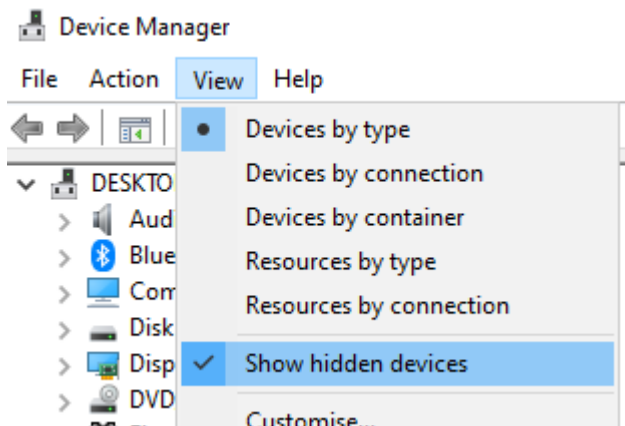 Device Manager
File Action View Help
Devices by type
DESKTO
Devices by connection
Aud
Devices by container
Blue
Resources by type
Com
Resources by connection
Disk
Disp
Show hidden devices
DVD
Customise...